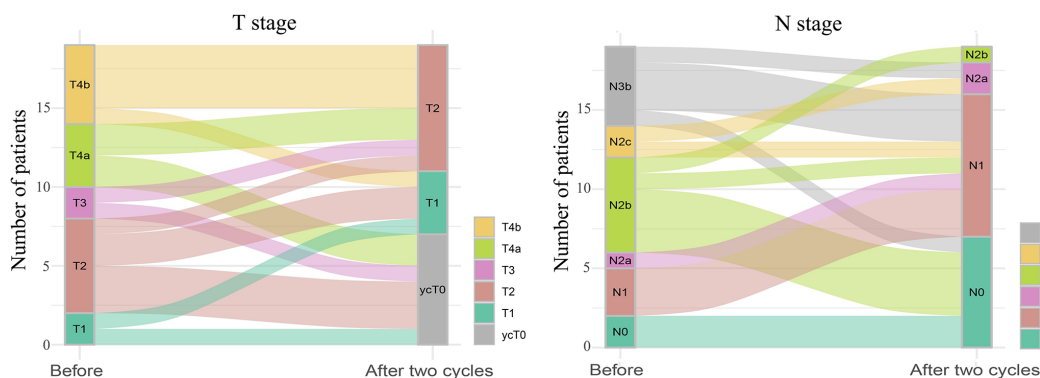 T stage
Number of patients
15
10
5
0
T4b
T4a
T3
T2
T1
T2
T1
ycT0
Before
After two cycles
T4b
T4a
T3
T2
T1
ycT0
N stage
Number of patients
15
10
5
0
N3b
N2c
N2b
N2a
N1
N0
N2b
N2a
N1
N0
Before
After two cycles